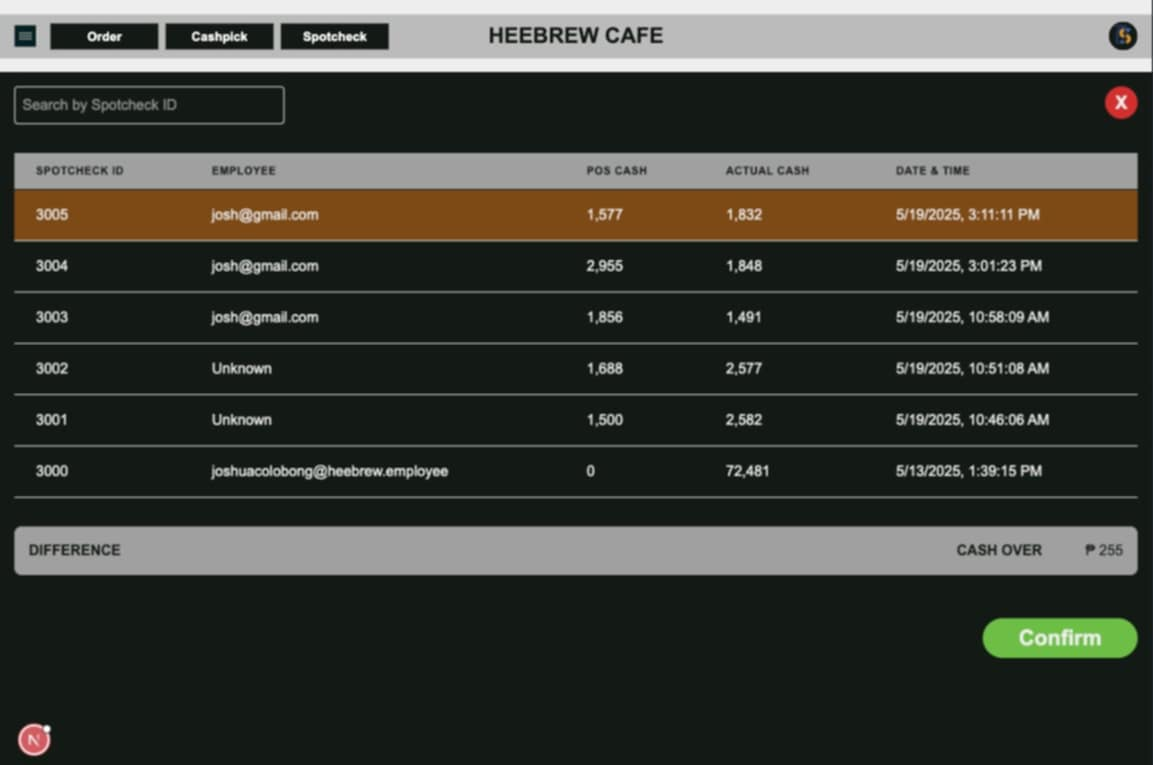 Order Cashpick Spotcheck HEEBREW CAFE S
Search by Spotcheck ID X
SPOTCHECK ID EMPLOYEE POS CASH ACTUAL CASH DATE & TIME
3005 josh@gmail.com 1,577 1,832 5/19/2025, 3:11:11 PM
3004 josh@gmail.com 2,955 1,848 5/19/2025, 3:01:23 PM
3003 josh@gmail.com 1,856 1,491 5/19/2025, 10:58:09 AM
3002 Unknown 1,688 2,577 5/19/2025, 10:51:08 AM
3001 Unknown 1,500 2,582 5/19/2025, 10:46:06 AM
3000 joshuacolobong@heebrew.employee 0 72,481 5/13/2025, 1:39:15 PM
DIFFERENCE CASH OVER ₱ 255
Confirm
N